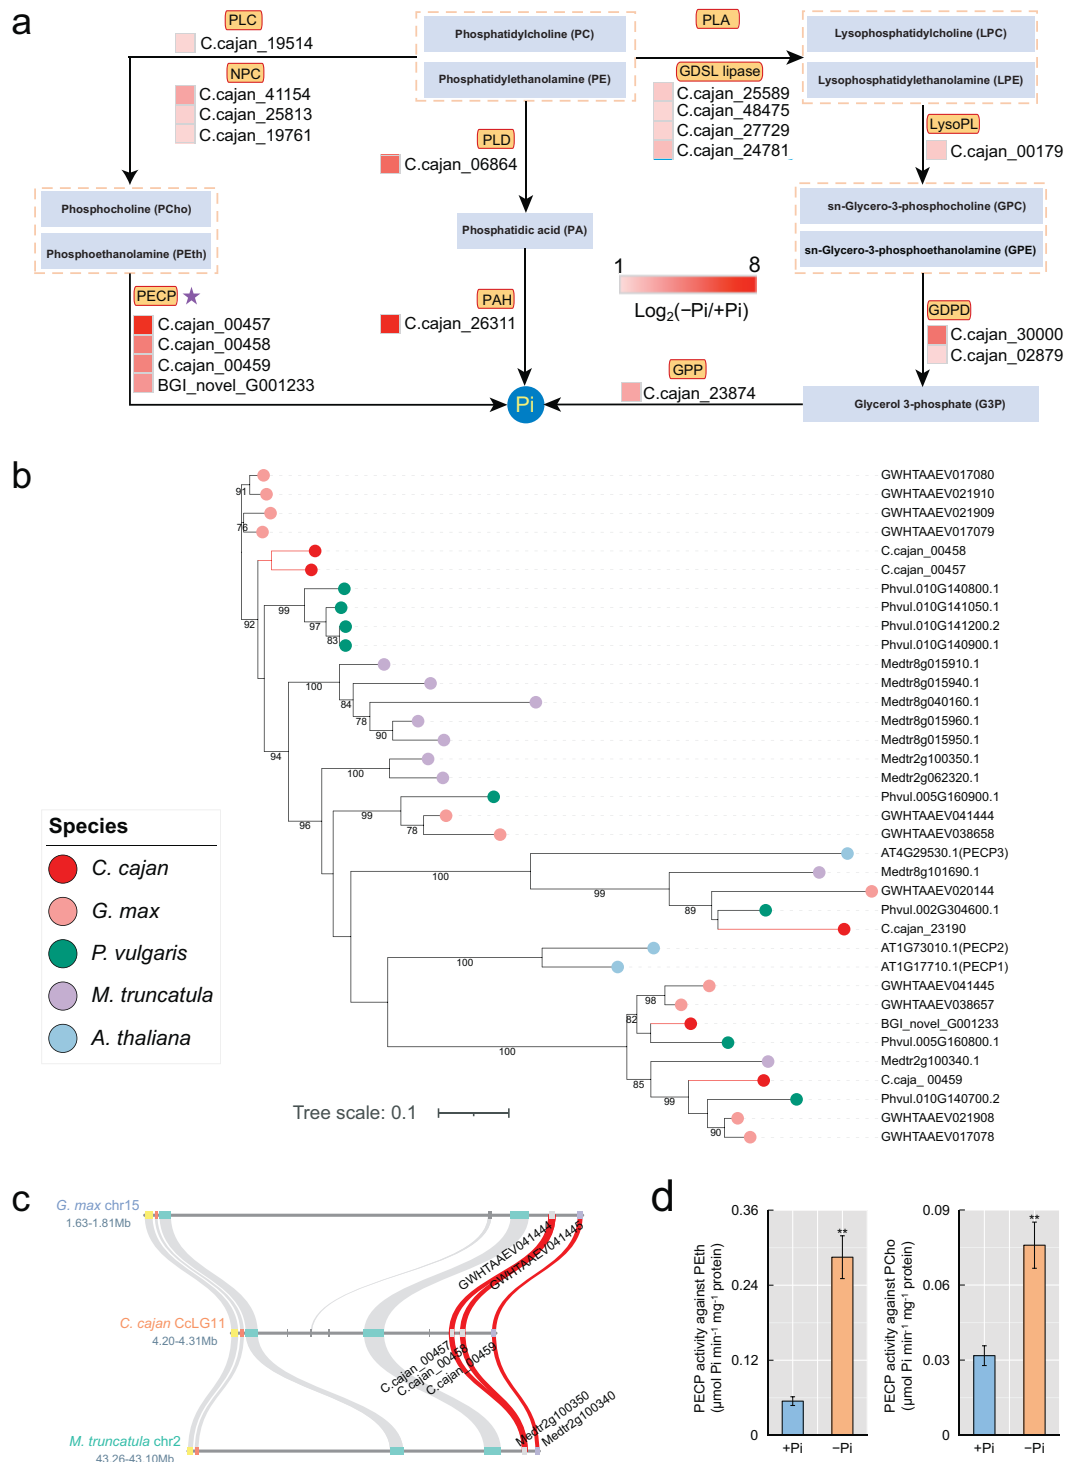 a
PLC
C.cajan_19514
NPC
C.cajan_41154
C.cajan_25813
C.cajan_19761
Phosphatidylcholine (PC)
Phosphatidylethanolamine (PE)
PLA
GDSL lipase
C.cajan_25589
C.cajan_48475
C.cajan_27729
C.cajan_24781
Lysophosphatidylcholine (LPC)
Lysophosphatidylethanolamine (LPE)
PLD
C.cajan_06864
LysoPL
C.cajan_00179
Phosphocholine (PCho)
Phosphoethanolamine (PEth)
Phosphatidic acid (PA)
sn-Glycero-3-phosphocholine (GPC)
sn-Glycero-3-phosphoethanolamine (GPE)
1 8
Log2(−Pi/+Pi)
PECP
C.cajan_00457
C.cajan_00458
C.cajan_00459
BGI_novel_G001233
PAH
C.cajan_26311
GDPD
C.cajan_30000
C.cajan_02879
GPP
C.cajan_23874
Pi
Glycerol 3-phosphate (G3P)
b
GWHTAAEV017080
91
GWHTAAEV021910
GWHTAAEV021909
76
GWHTAAEV017079
C.cajan_00458
C.cajan_00457
Phvul.010G140800.1
99
Phvul.010G141050.1
97
92
Phvul.010G141200.2
83
Phvul.010G140900.1
Medtr8g015910.1
100
Medtr8g015940.1
84
Medtr8g040160.1
78
Medtr8g015960.1
90
Medtr8g015950.1
94
Medtr2g100350.1
100
Medtr2g062320.1
Phvul.005G160900.1
99
GWHTAAEV041444
96
78
GWHTAAEV038658
AT4G29530.1(PECP3)
100
Medtr8g101690.1
99
GWHTAAEV020144
89
Phvul.002G304600.1
C.cajan_23190
AT1G73010.1(PECP2)
100
AT1G17710.1(PECP1)
GWHTAAEV041445
98
GWHTAAEV038657
82
BGI_novel_G001233
Phvul.005G160800.1
100
Medtr2g100340.1
85
C.caja_ 00459
99
Phvul.010G140700.2
GWHTAAEV021908
90
GWHTAAEV017078
Species
C. cajan
G. max
P. vulgaris
M. truncatula
A. thaliana
Tree scale: 0.1
c
G. max chr15
1.63-1.81Mb
GWHTAAEV041444
GWHTAAEV041445
C. cajan CcLG11
4.20-4.31Mb
C.cajan_00457
C.cajan_00458
C.cajan_00459
Medtr2g100350
Medtr2g100340
M. truncatula chr2
43.26-43.10Mb
d
PECP activity against PEth
(μmol Pi min-1 mg-1 protein)
0.36
0.24
0.12
0
**
+Pi −Pi
PECP activity against PCho
(μmol Pi min-1 mg-1 protein)
0.09
0.06
0.03
0
**
+Pi −Pi